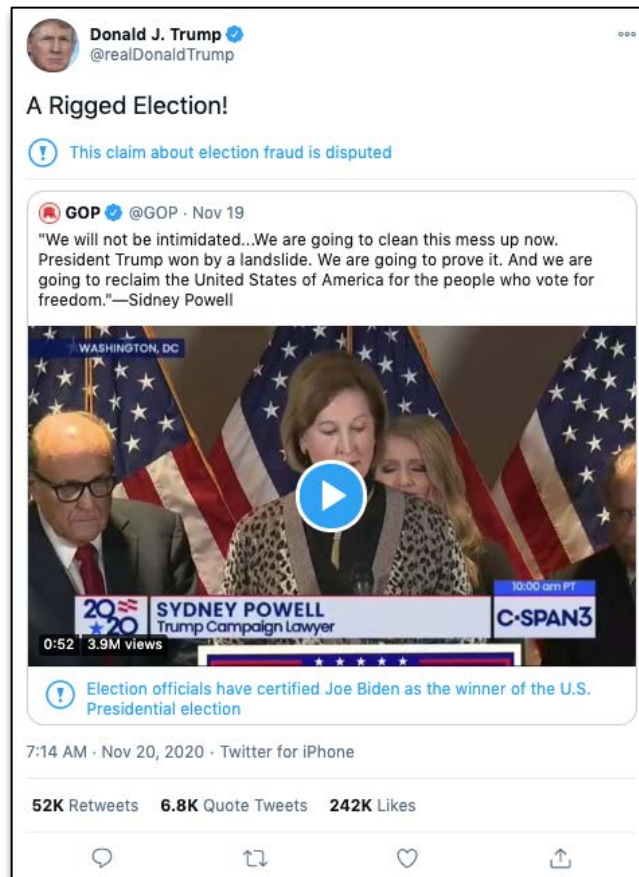 Donald J. Trump
@realDonaldTrump
A Rigged Election!
This claim about election fraud is disputed
GOP @GOP · Nov 19
"We will not be intimidated...We are going to clean this mess up now.
President Trump won by a landslide. We are going to prove it. And we are
going to reclaim the United States of America for the people who vote for
freedom."—Sidney Powell
WASHINGTON, DC
10:00 am PT
2020
SYDNEY POWELL
Trump Campaign Lawyer
C-SPAN3
0:52 3.9M views
Election officials have certified Joe Biden as the winner of the U.S.
Presidential election
7:14 AM · Nov 20, 2020 · Twitter for iPhone
52K Retweets 6.8K Quote Tweets 242K Likes